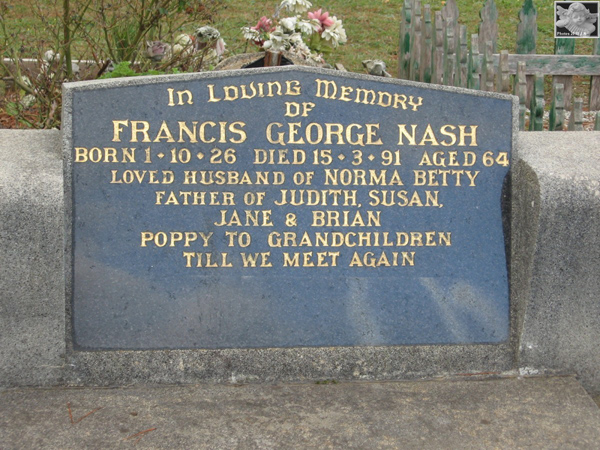 In Loving Memory
OF
FRANCIS GEORGE NASH
BORN 1·10·26 DIED 15·3·91 AGED 64
LOVED HUSBAND OF NORMA BETTY
FATHER OF JUDITH, SUSAN,
JANE & BRIAN
POPPY TO GRANDCHILDREN
TILL WE MEET AGAIN